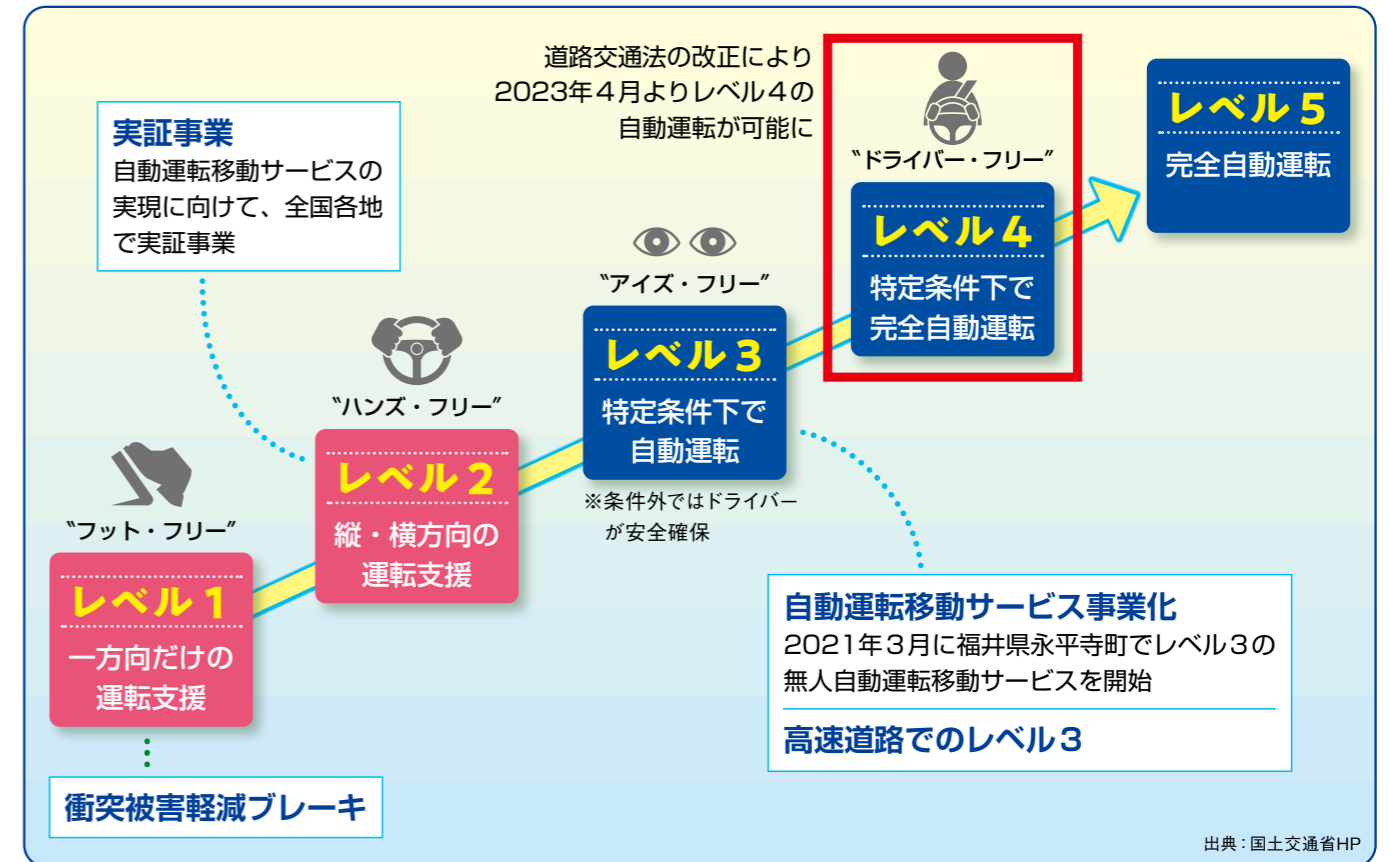 道路交通法の改正により
2023年4月よりレベル4の
自動運転が可能に
実証事業
自動運転移動サービスの
実現に向けて、全国各地
で実証事業
〝フット・フリー〟
レベル1
一方向だけの
運転支援
衝突被害軽減ブレーキ
〝ハンズ・フリー〟
レベル2
縦・横方向の
運転支援
〝アイズ・フリー〟
レベル3
特定条件下で
自動運転
※条件外ではドライバー
が安全確保
〝ドライバー・フリー〟
レベル4
特定条件下で
完全自動運転
レベル5
完全自動運転
自動運転移動サービス事業化
2021年3月に福井県永平寺町でレベル3の
無人自動運転移動サービスを開始
高速道路でのレベル3
出典：国土交通省HP